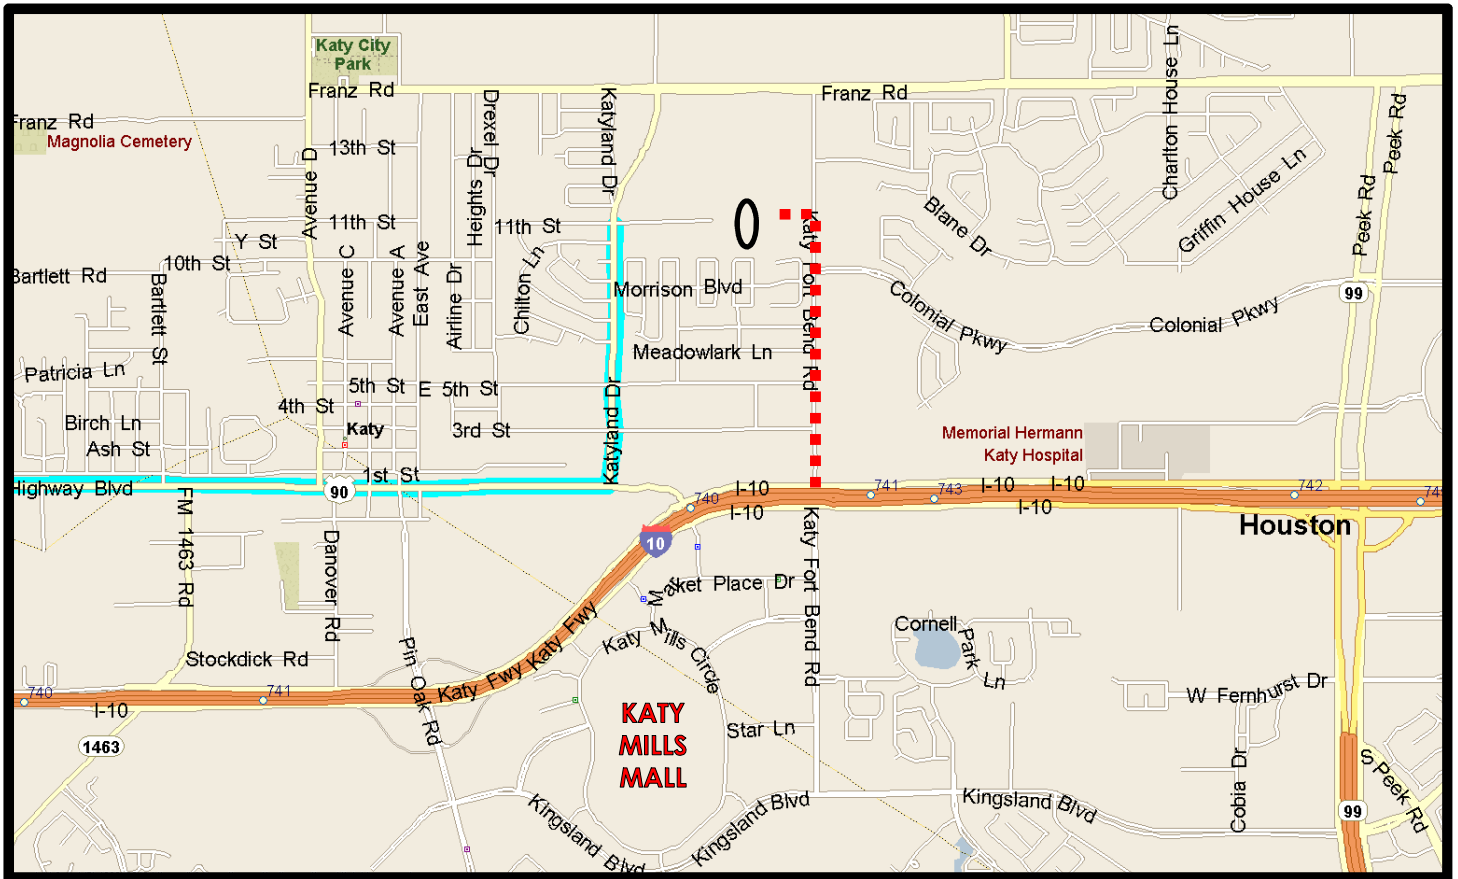 Katy City
Park
Franz Rd
Franz Rd
Franz Rd
Magnolia Cemetery
13th St
Avenue D
Drexel Dr
Heights Dr
Katyland Dr
Charlton House Ln
Peek Rd
Peek Rd
Griffin House Ln
Blane Dr
11th St
11th St
Y St
10th St
Bartlett Rd
Bartlett St
Avenue C
Avenue A
East Ave
Airline Dr
Chilton Ln
Morrison Blvd
Katy Fort Bend Rd
Colonial Pkwy
Colonial Pkwy
99
Meadowlark Ln
Patricia Ln
5th St
E 5th St
4th St
Katyland Dr
Birch Ln
Katy
3rd St
Ash St
Memorial Hermann
Katy Hospital
1st St
Highway Blvd
90
740
I-10
I-10
741
743
I-10
I-10
I-10
742
Houston
FM 1463 Rd
Danover Rd
10
Market Place Dr
Katy Fort Bend Rd
Katy Fwy
Katy Fwy
Katy Mills Circle
Cornell
Park Ln
Stockdick Rd
Pin Oak Rd
740
741
I-10
1463
KATY
MILLS
MALL
Star Ln
W Fernhurst Dr
Cobia Dr
S Peek Rd
99
Kingsland Blvd
Kingsland Blvd
Kingsland Blvd